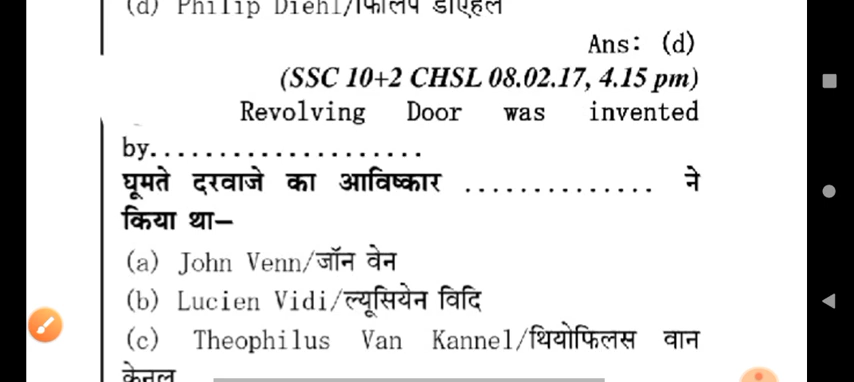 (d) Philip Diehl/फिलिप डाएहल
Ans: (d)
(SSC 10+2 CHSL 08.02.17, 4.15 pm)
Revolving Door was invented
by....................
घूमते दरवाजे का आविष्कार ............... ने
किया था–
(a) John Venn/जॉन वेन
(b) Lucien Vidi/ल्यूसियेन विदि
(c) Theophilus Van Kannel/थियोफिलस वान
केनल